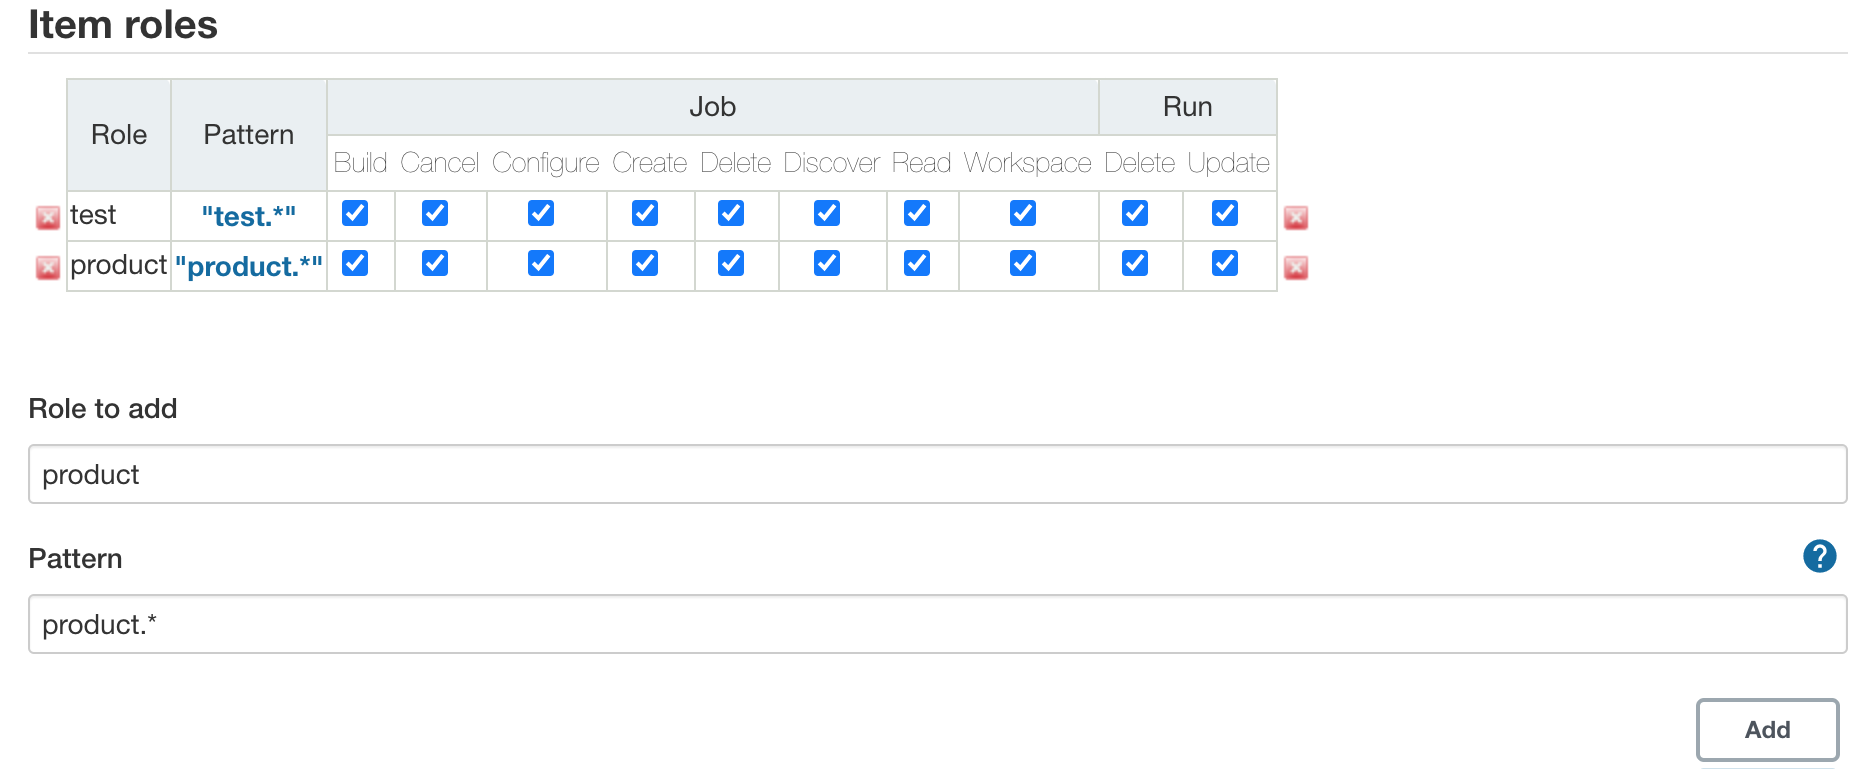 Item roles
Role Pattern Job Run
Build Cancel Configure Create Delete Discover Read Workspace Delete Update
test "test.*"
product "product.*"
Role to add
product
Pattern ?
product.*
Add